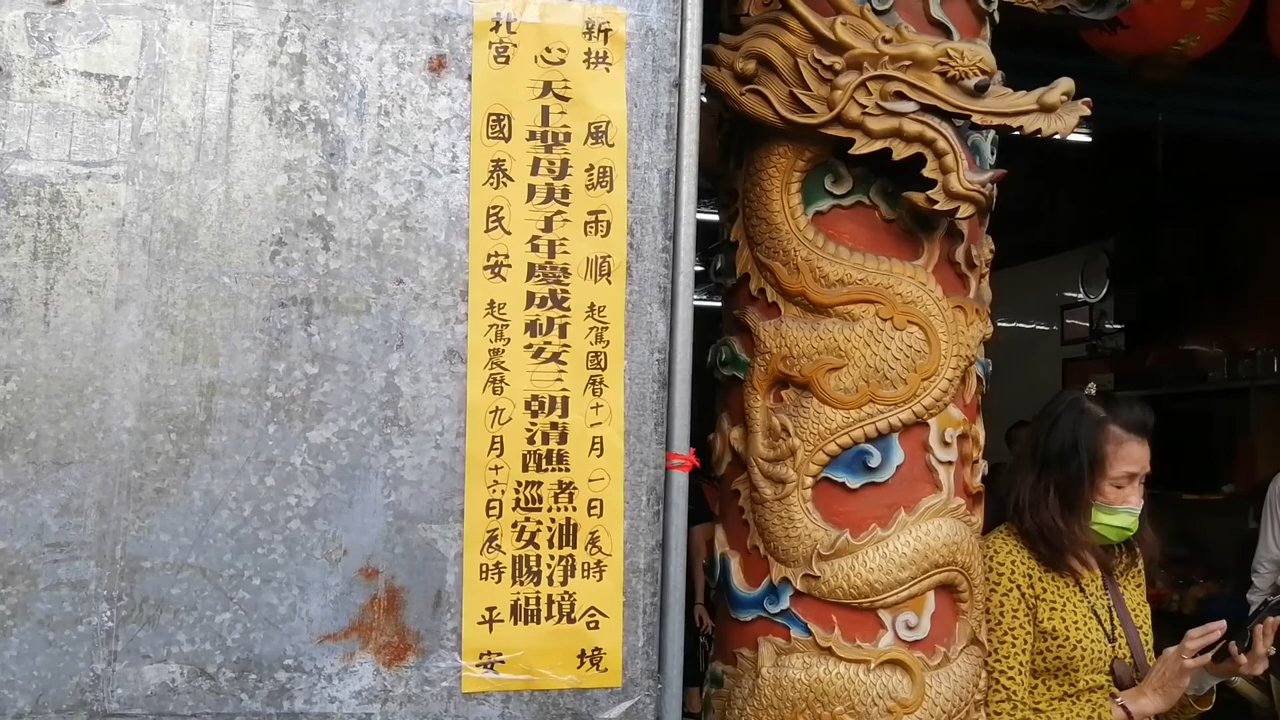 新拱 風調雨順 起駕國曆十一月一日辰時 合境
心 天上聖母庚子年慶成祈安三朝清醮
煮油淨境
巡安賜福
北宮 國泰民安 起駕農曆九月十六日辰時 平安